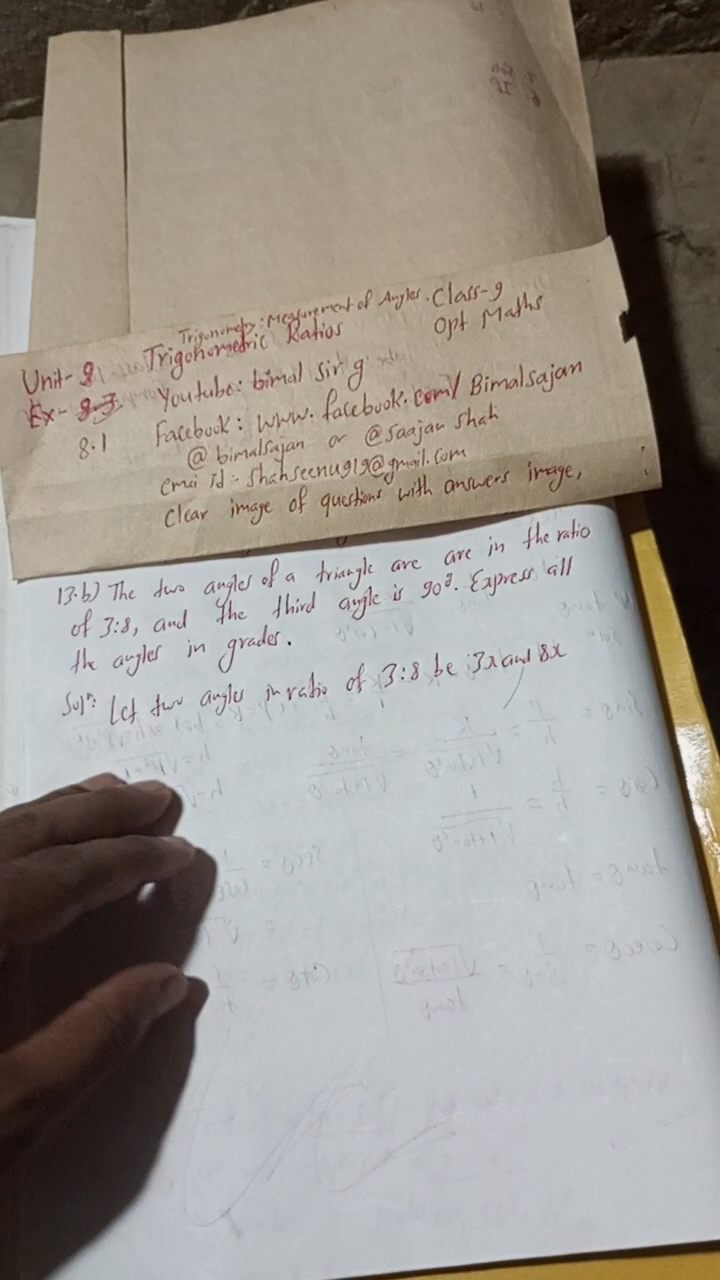 Trigonometry: Measurement of Angles. Class-9
Unit-8 Trigonometric Ratios Opt Maths
Ex- 8.3 Youtube: bimal sir g
8.1 Facebook: www.facebook.com/Bimalsajan
@bimalsajan or @saajan shah
emai id:- shahseenu919@gmail.com
Clear image of questions with answers image,
13.b) The two angles of a triangle are are in the ratio
of 3:8, and the third angle is 90g. Express all
the angles in grades.
Solⁿ: Let two angles in ratio of 3:8 be 3x and 8x